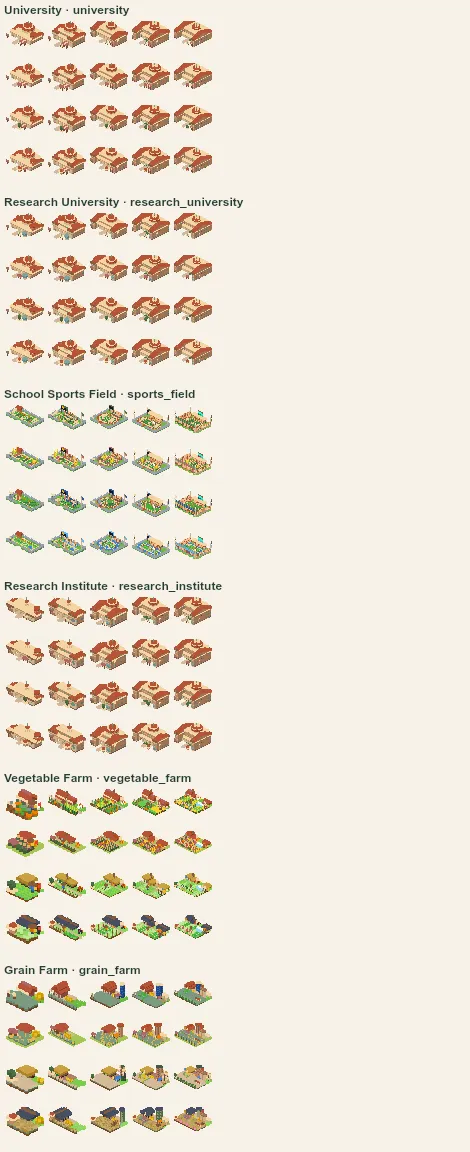 University · university
Research University · research_university
School Sports Field · sports_field
Research Institute · research_institute
Vegetable Farm · vegetable_farm
Grain Farm · grain_farm